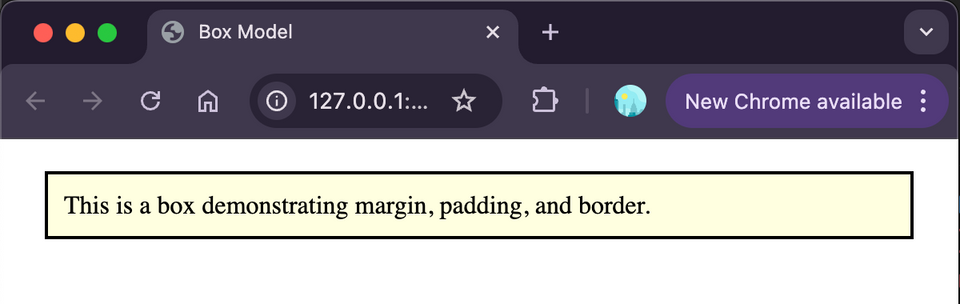 Box Model
127.0.0.1:...
New Chrome available
This is a box demonstrating margin, padding, and border.